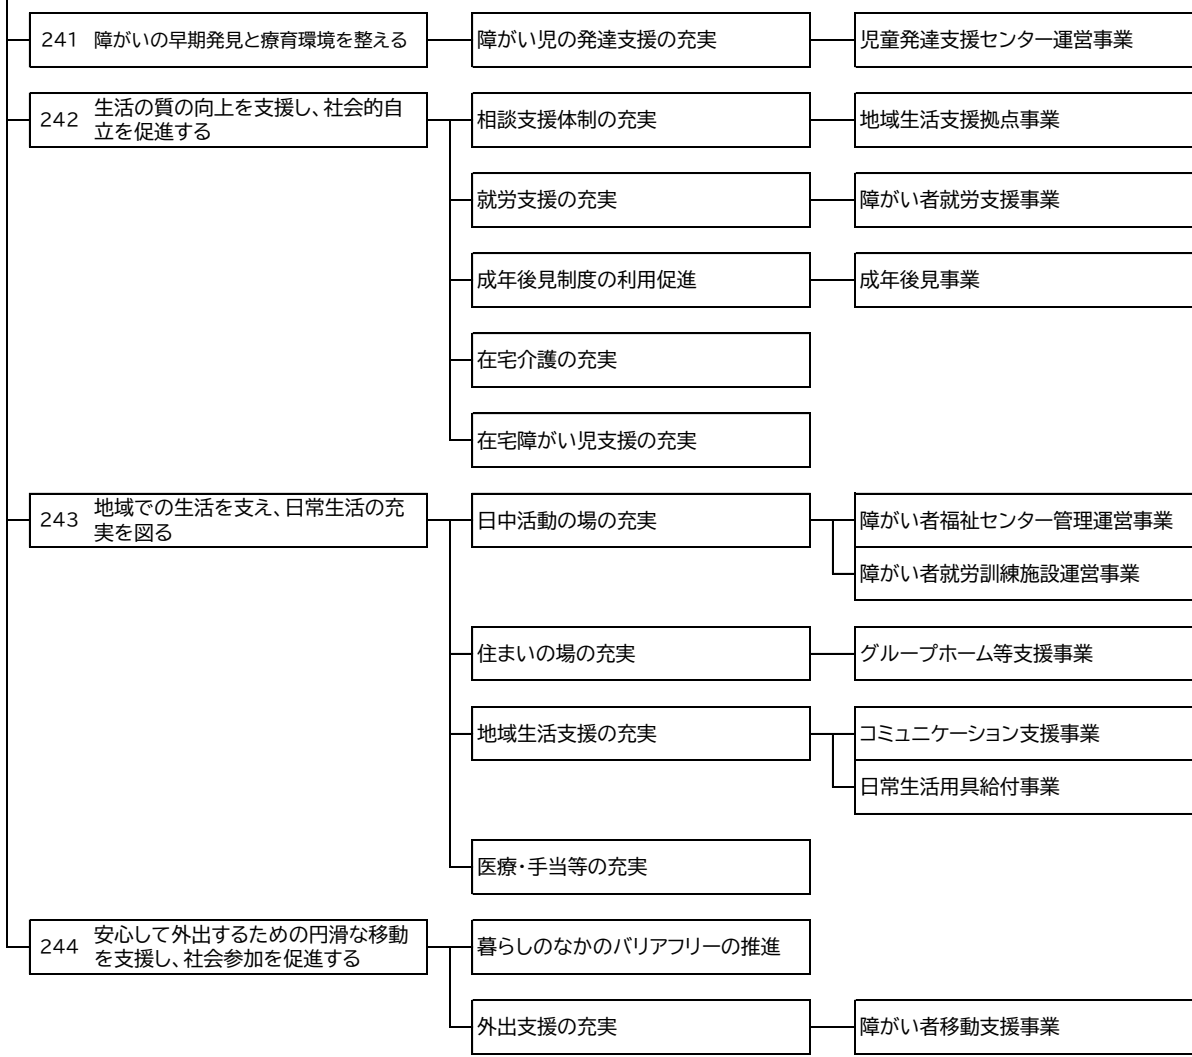 241 障がいの早期発見と療育環境を整える
障がい児の発達支援の充実
児童発達支援センター運営事業
242 生活の質の向上を支援し、社会的自
立を促進する
相談支援体制の充実
地域生活支援拠点事業
就労支援の充実
障がい者就労支援事業
成年後見制度の利用促進
成年後見事業
在宅介護の充実
在宅障がい児支援の充実
243 地域での生活を支え、日常生活の充
実を図る
日中活動の場の充実
障がい者福祉センター管理運営事業
障がい者就労訓練施設運営事業
住まいの場の充実
グループホーム等支援事業
地域生活支援の充実
コミュニケーション支援事業
日常生活用具給付事業
医療・手当等の充実
244 安心して外出するための円滑な移動
を支援し、社会参加を促進する
暮らしのなかのバリアフリーの推進
外出支援の充実
障がい者移動支援事業